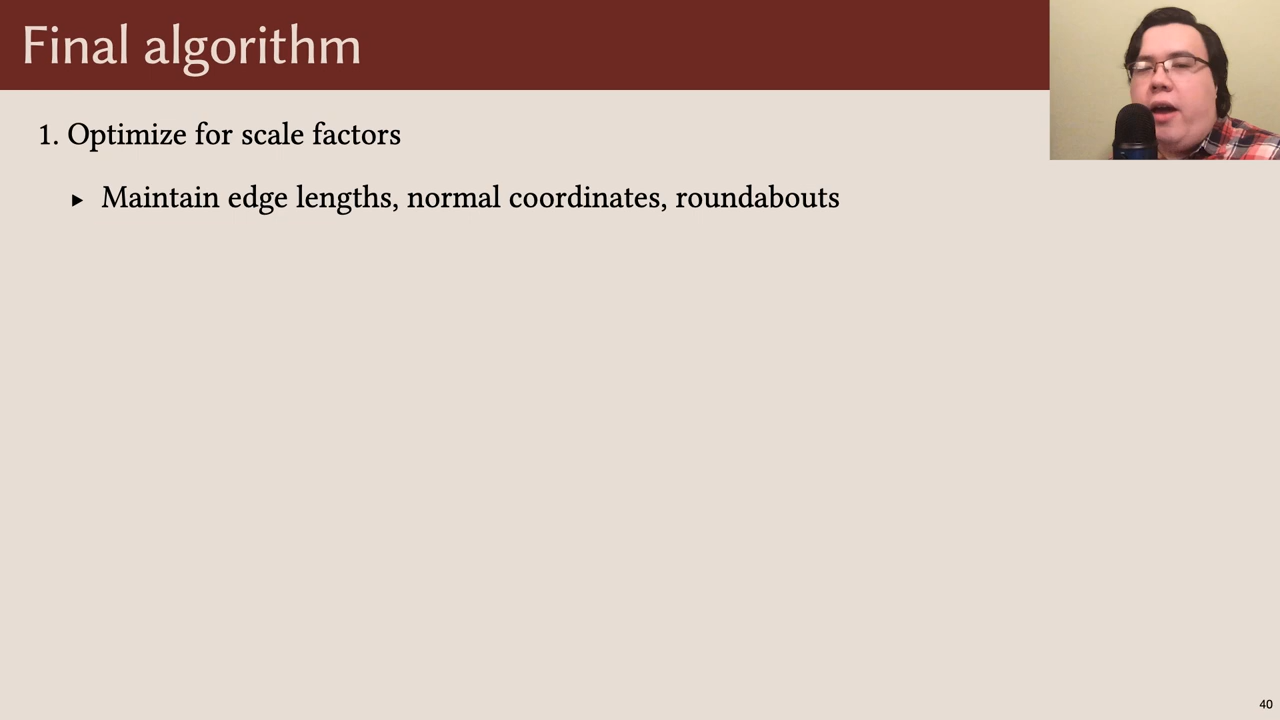 Final algorithm
1. Optimize for scale factors
▸ Maintain edge lengths, normal coordinates, roundabouts
40